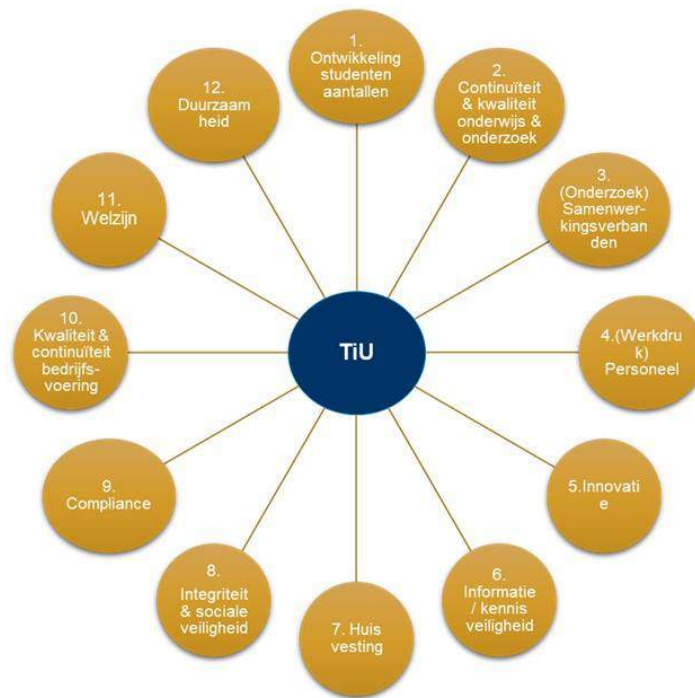 1.
Ontwikkeling
studenten
aantallen
2.
Continuïteit
& kwaliteit
onderwijs &
onderzoek
3.
(Onderzoek)
Samenwer-
kingsverban
den
4.(Werkdru
k)
Personeel
5.Innovati
e
6.
Informatie
/ kennis
veiligheid
7. Huis
vesting
8.
Integriteit
& sociale
veiligheid
9.
Compliance
10.
Kwaliteit &
continuïteit
bedrijfs-
voering
11.
Welzijn
12.
Duurzaam
heid
TiU